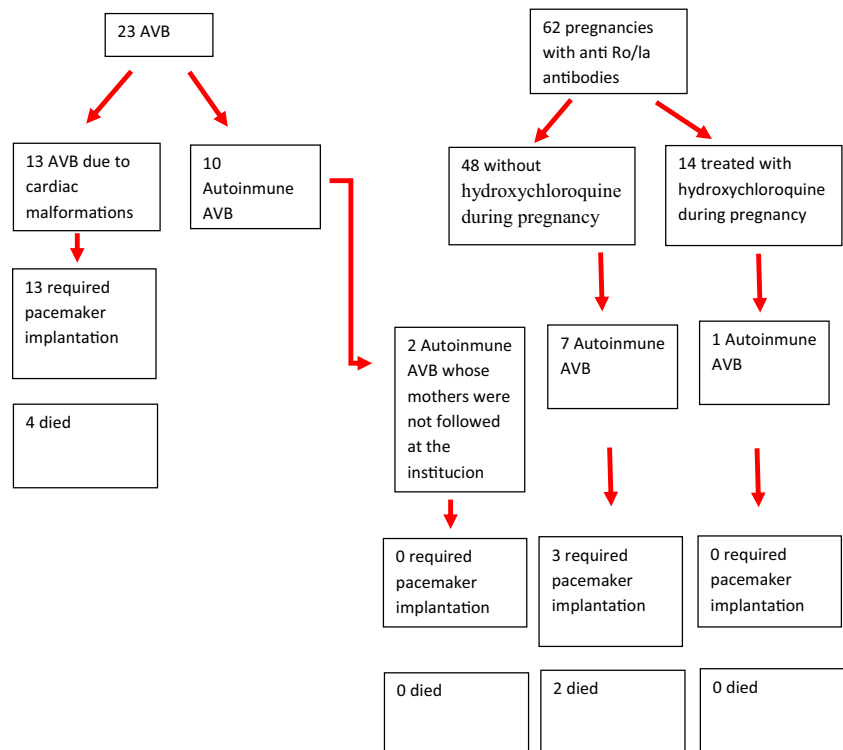 23 AVB
62 pregnancies
with anti Ro/la
antibodies
13 AVB due to
cardiac
malformations
10
Autoinmune
AVB
48 without
hydroxychloroquine
during pregnancy
14 treated with
hydroxychloroquine
during pregnancy
13 required
pacemaker
implantation
2 Autoinmune
AVB whose
mothers were
not followed
at the
institucion
7 Autoinmune
AVB
1 Autoinmune
AVB
4 died
0 required
pacemaker
implantation
3 required
pacemaker
implantation
0 required
pacemaker
implantation
0 died
2 died
0 died